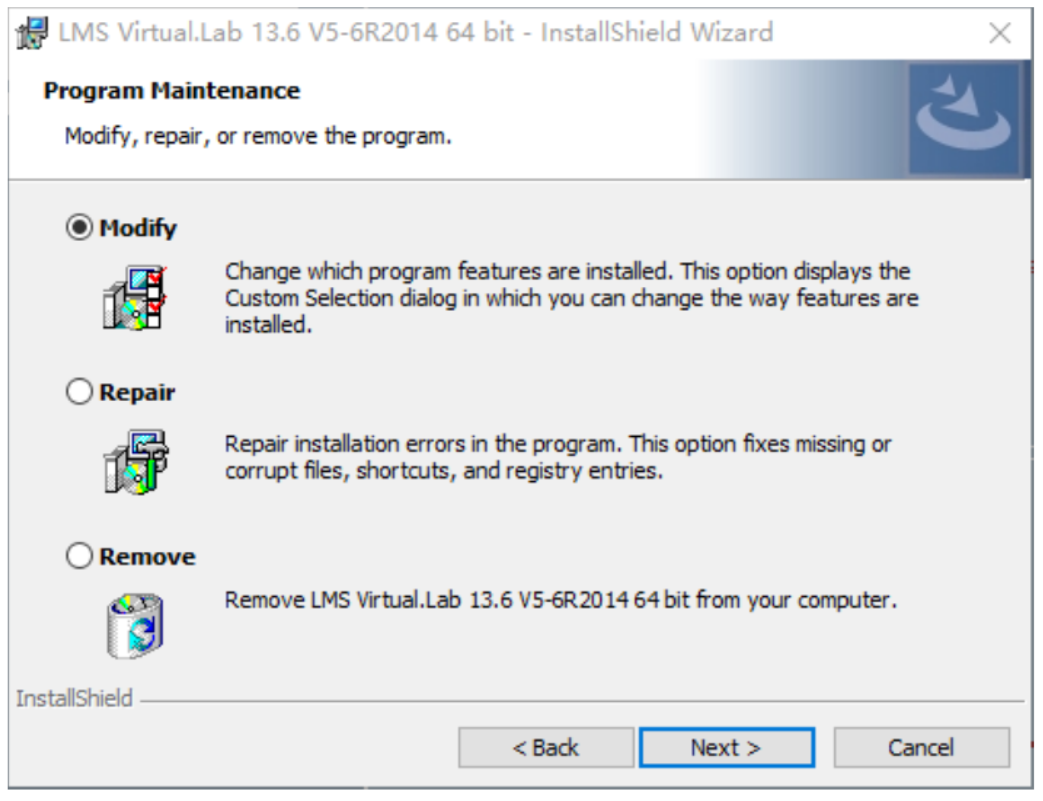 LMS Virtual.Lab 13.6 V5-6R2014 64 bit - InstallShield Wizard
Program Maintenance
Modify, repair, or remove the program.
Modify
Change which program features are installed. This option displays the
Custom Selection dialog in which you can change the way features are
installed.
Repair
Repair installation errors in the program. This option fixes missing or
corrupt files, shortcuts, and registry entries.
Remove
Remove LMS Virtual.Lab 13.6 V5-6R2014 64 bit from your computer.
InstallShield
< Back
Next >
Cancel